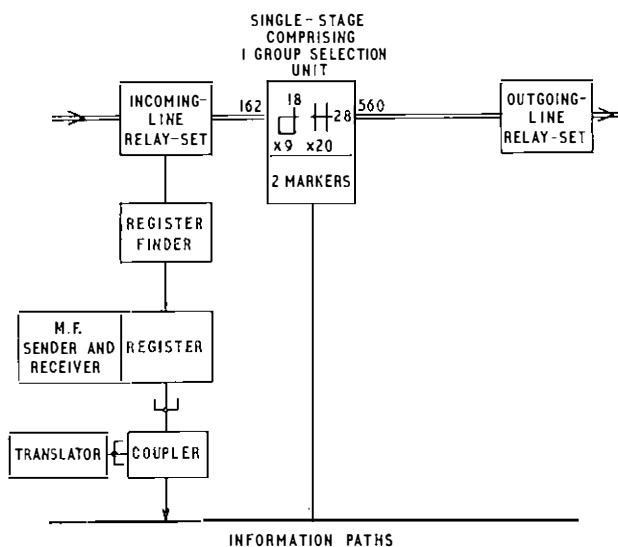 SINGLE-STAGE
COMPRISING
1 GROUP SELECTION
UNIT
INCOMING-
LINE
RELAY-SET
162
18
28
560
x9 x20
2 MARKERS
OUTGOING-
LINE
RELAY-SET
REGISTER
FINDER
M.F.
SENDER AND
RECEIVER
REGISTER
TRANSLATOR
COUPLER
INFORMATION PATHS